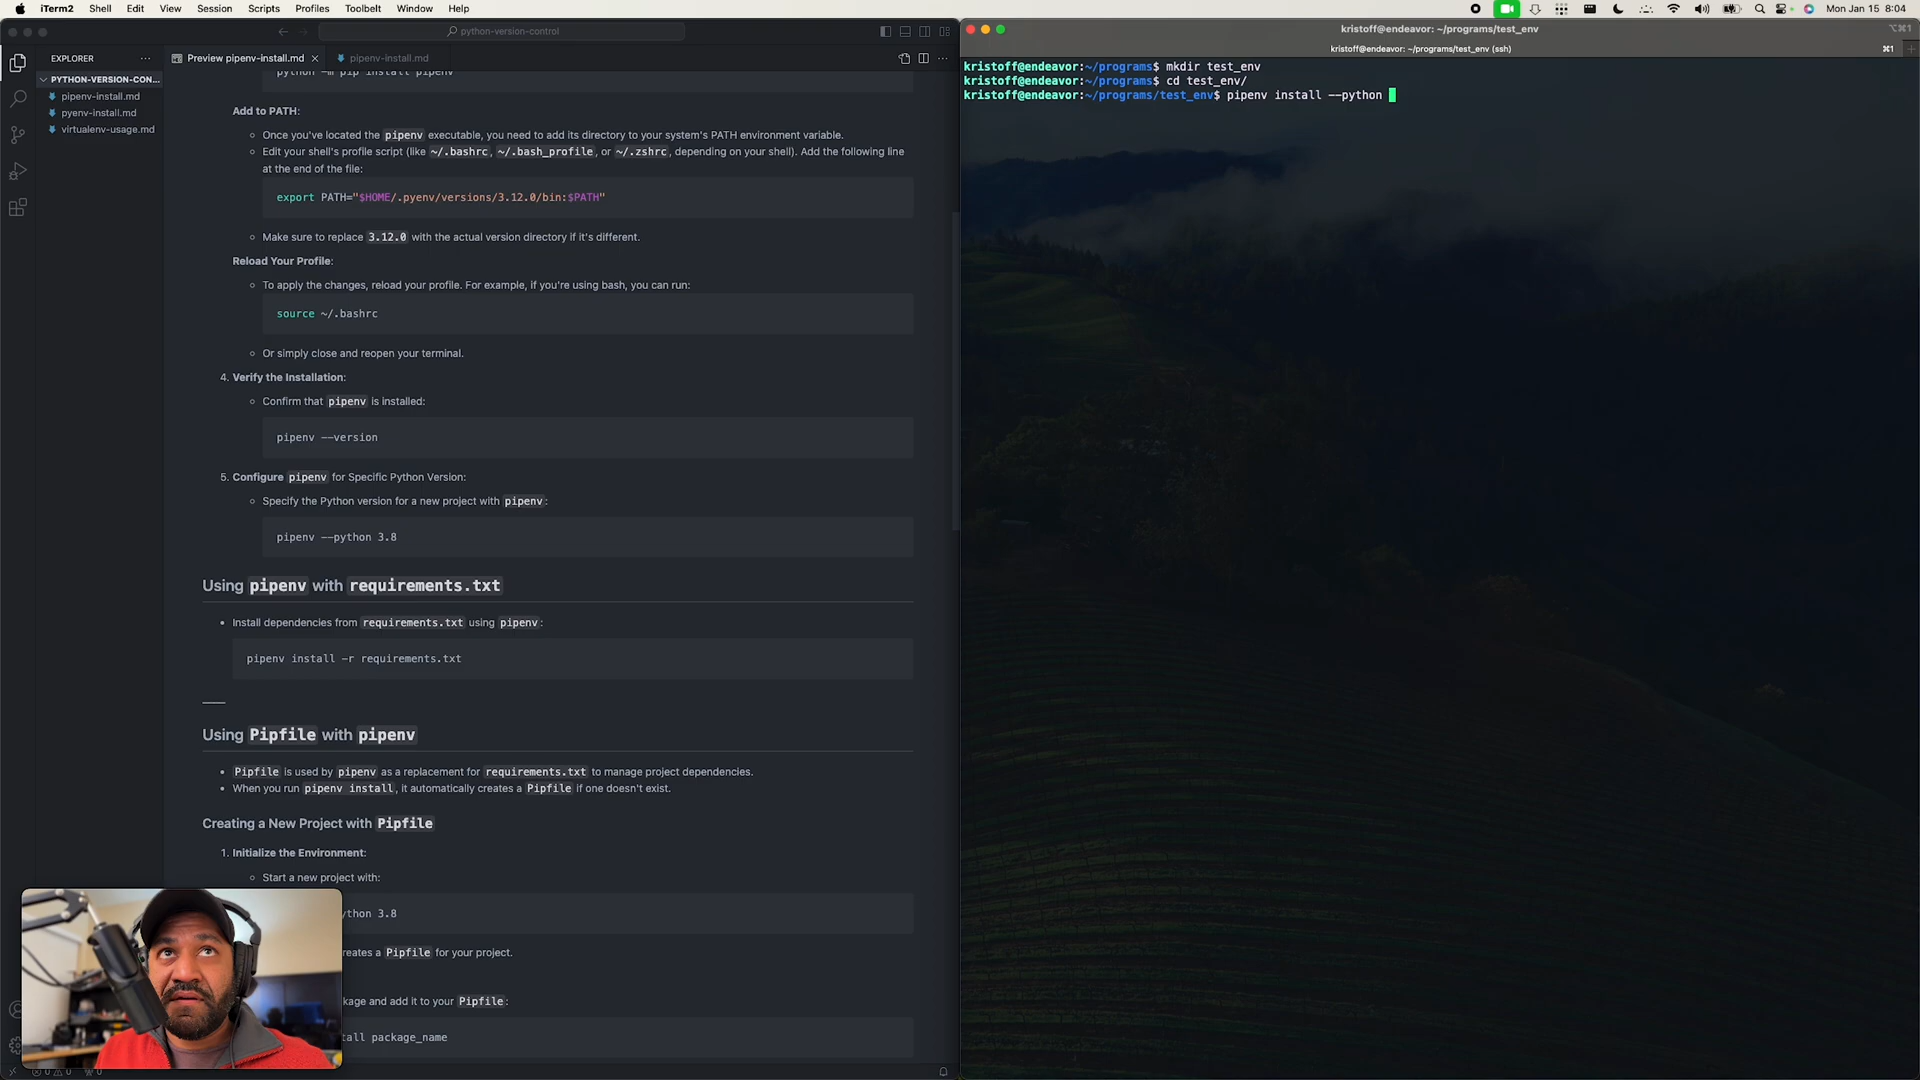 iTerm2 Shell Edit View Session Scripts Profiles Toolbelt Window Help
Mon Jan 15 8:04
python-version-control
EXPLORER
Preview pipenv-install.md
pipenv-install.md
PYTHON-VERSION-CON...
pipenv-install.md
pyenv-install.md
virtualenv-usage.md
python -m pip install pipenv
Add to PATH:
Once you've located the pipenv executable, you need to add its directory to your system's PATH environment variable.
Edit your shell's profile script (like ~/.bashrc, ~/.bash_profile, or ~/.zshrc, depending on your shell). Add the following line
at the end of the file:
export PATH="$HOME/.pyenv/versions/3.12.0/bin:$PATH"
Make sure to replace 3.12.0 with the actual version directory if it's different.
Reload Your Profile:
To apply the changes, reload your profile. For example, if you're using bash, you can run:
source ~/.bashrc
Or simply close and reopen your terminal.
4. Verify the Installation:
Confirm that pipenv is installed:
pipenv --version
5. Configure pipenv for Specific Python Version:
Specify the Python version for a new project with pipenv:
pipenv --python 3.8
Using pipenv with requirements.txt
Install dependencies from requirements.txt using pipenv:
pipenv install -r requirements.txt
Using Pipfile with pipenv
Pipfile is used by pipenv as a replacement for requirements.txt to manage project dependencies.
When you run pipenv install, it automatically creates a Pipfile if one doesn't exist.
Creating a New Project with Pipfile
1. Initialize the Environment:
Start a new project with:
ython 3.8
reates a Pipfile for your project.
kage and add it to your Pipfile:
tall package_name
kristoff@endeavor: ~/programs/test_env
⌥⌘1
kristoff@endeavor: ~/programs/test_env (ssh)
⌘1
kristoff@endeavor:~/programs$ mkdir test_env
kristoff@endeavor:~/programs$ cd test_env/
kristoff@endeavor:~/programs/test_env$ pipenv install --python